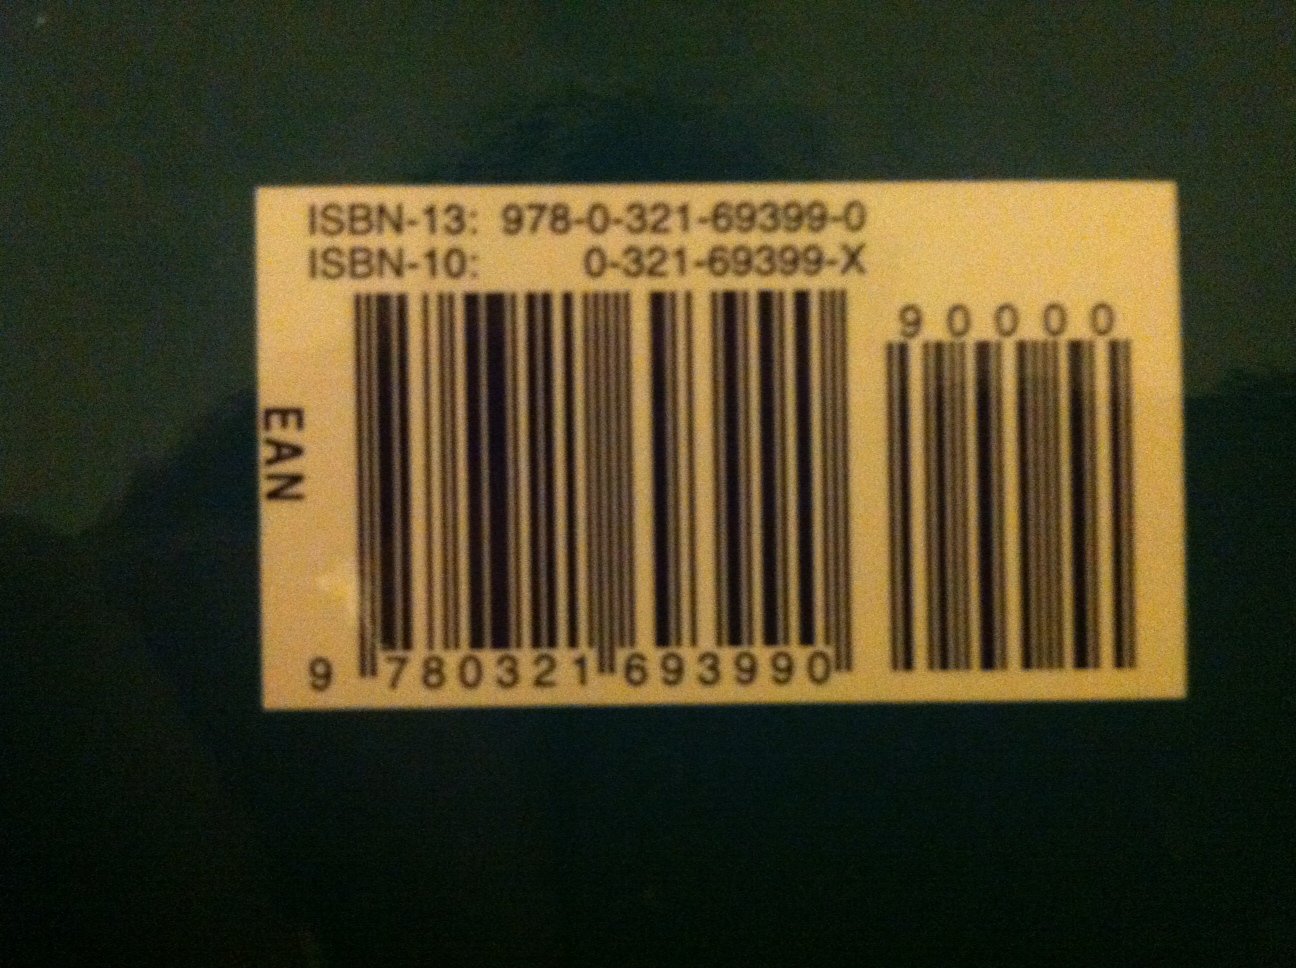 ISBN-13: 978-0-321-69399-0
ISBN-10: 0-321-69399-X
90000
EAN
9 780321 693990